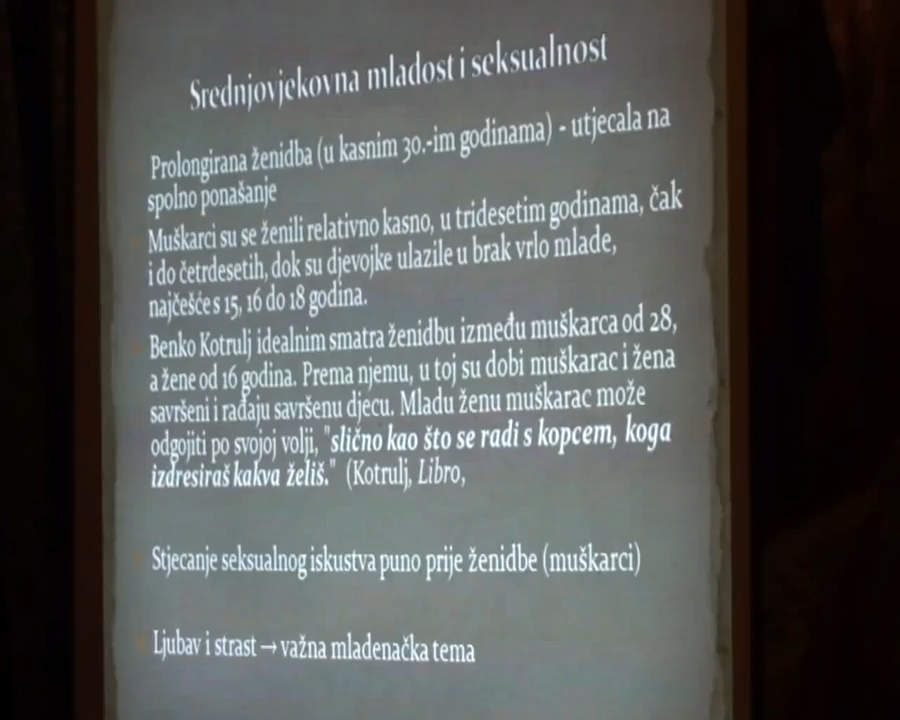 Srednjovjekovna mladost i seksualnost
Prolongirana ženidba (u kasnim 30.-im godinama) - utjecala na
spolno ponašanje
Muškarci su se ženili relativno kasno, u tridesetim godinama, čak
i do četrdesetih, dok su djevojke ulazile u brak vrlo mlade,
najčešće s 15, 16 do 18 godina.
Benko Kotrulj idealnim smatra ženidbu između muškarca od 28,
a žene od 16 godina. Prema njemu, u toj su dobi muškarac i žena
savršeni i rađaju savršenu djecu. Mladu ženu muškarac može
odgojiti po svojoj volji, "slično kao što se radi s kopcem, koga
izdresiraš kakva želiš." (Kotrulj, Libro,
Stjecanje seksualnog iskustva puno prije ženidbe (muškarci)
Ljubav i strast → važna mladenačka tema